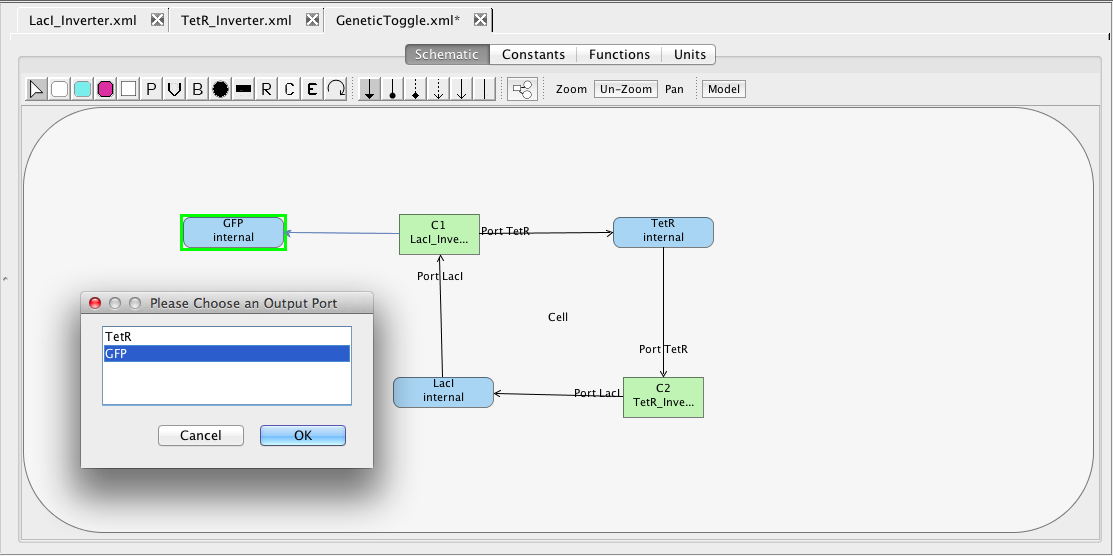 LacI_Inverter.xml TetR_Inverter.xml GeneticToggle.xml*
Schematic Constants Functions Units
P V B R C E Zoom Un-Zoom Pan Model
GFP
internal
C1
LacI_Inve...
Port TetR
TetR
internal
Port LacI
Please Choose an Output Port
Cell
TetR
GFP
Port TetR
LacI
internal
Port LacI
C2
TetR_Inve...
Cancel OK